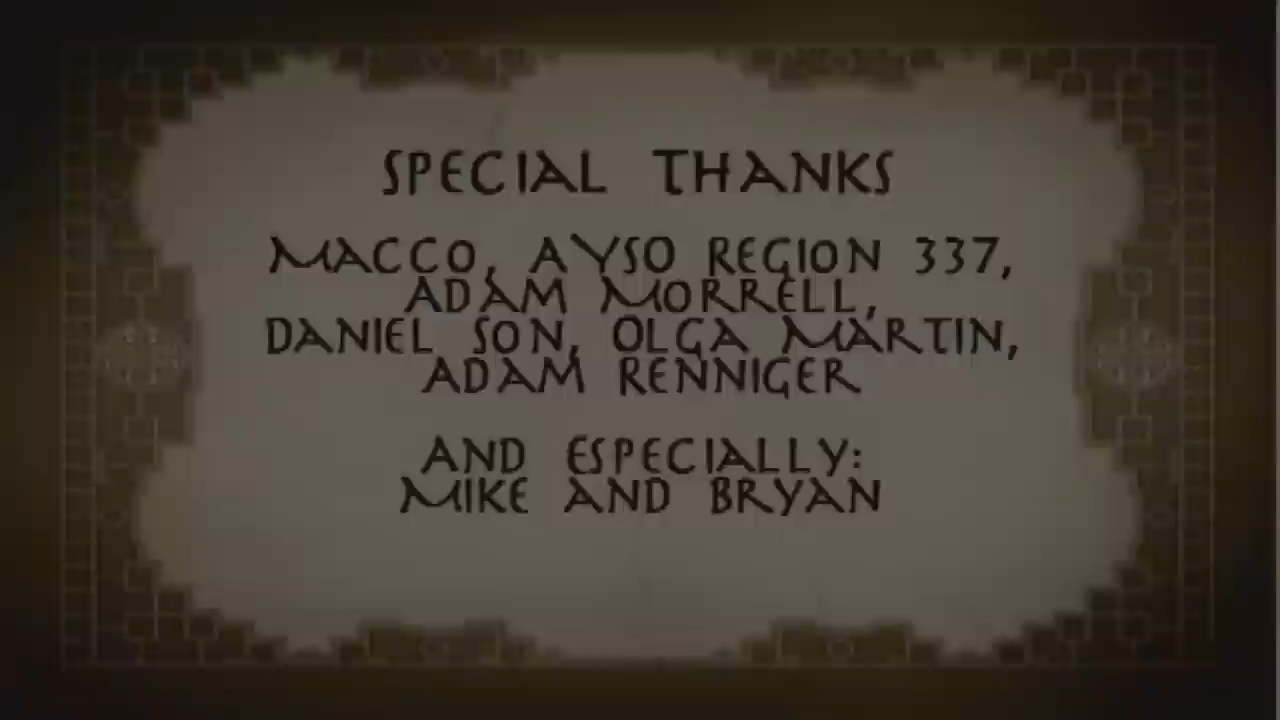 SPECIAL THANKS
MACCO, AYSO REGION 337,
ADAM MORRELL,
DANIEL SON, OLGA MARTIN,
ADAM RENNIGER
AND ESPECIALLY:
MIKE AND BRYAN